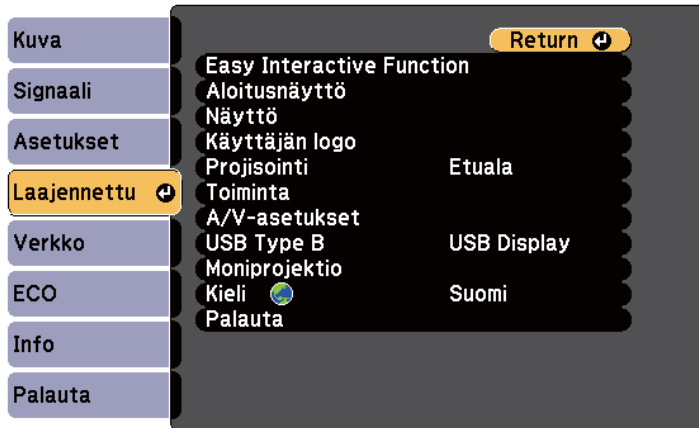 Kuva
Signaali
Asetukset
Laajennettu
Verkko
ECO
Info
Palauta
Return
Easy Interactive Function
Aloitusnäyttö
Näyttö
Käyttäjän logo
Projisointi Etuala
Toiminta
A/V-asetukset
USB Type B USB Display
Moniprojektio
Kieli Suomi
Palauta